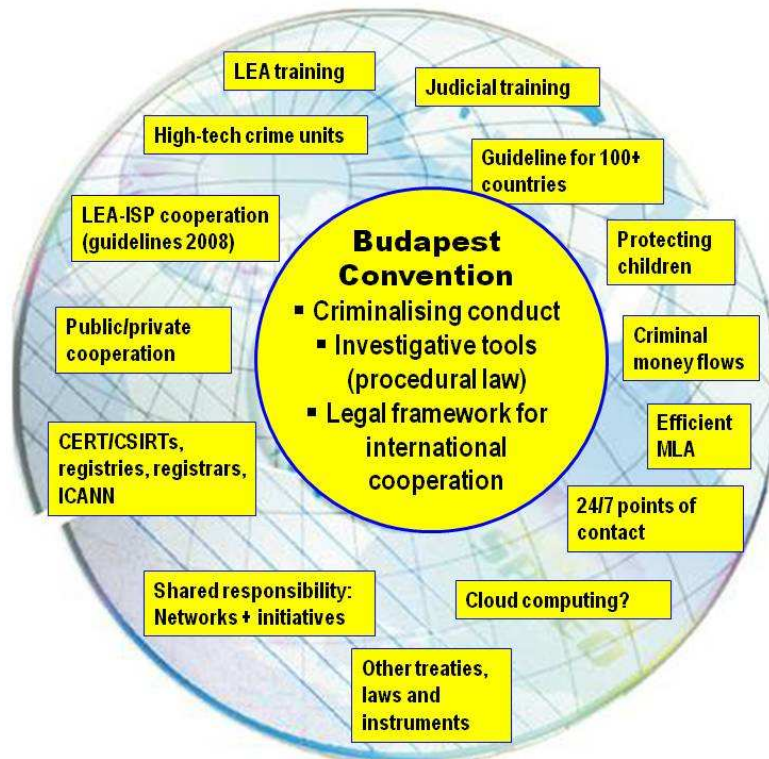 LEA training
Judicial training
High-tech crime units
Guideline for 100+
countries
LEA-ISP cooperation
(guidelines 2008)
Protecting
children
Budapest
Convention
▪ Criminalising conduct
▪ Investigative tools
(procedural law)
▪ Legal framework for
international
cooperation
Public/private
cooperation
Criminal
money flows
Efficient
MLA
CERT/CSIRTs,
registries, registrars,
ICANN
24/7 points of
contact
Shared responsibility:
Networks + initiatives
Cloud computing?
Other treaties,
laws and
instruments